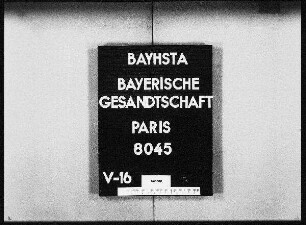 BAYHSTA
BAYERISCHE
GESANDTSCHAFT
PARIS
8045
V-16